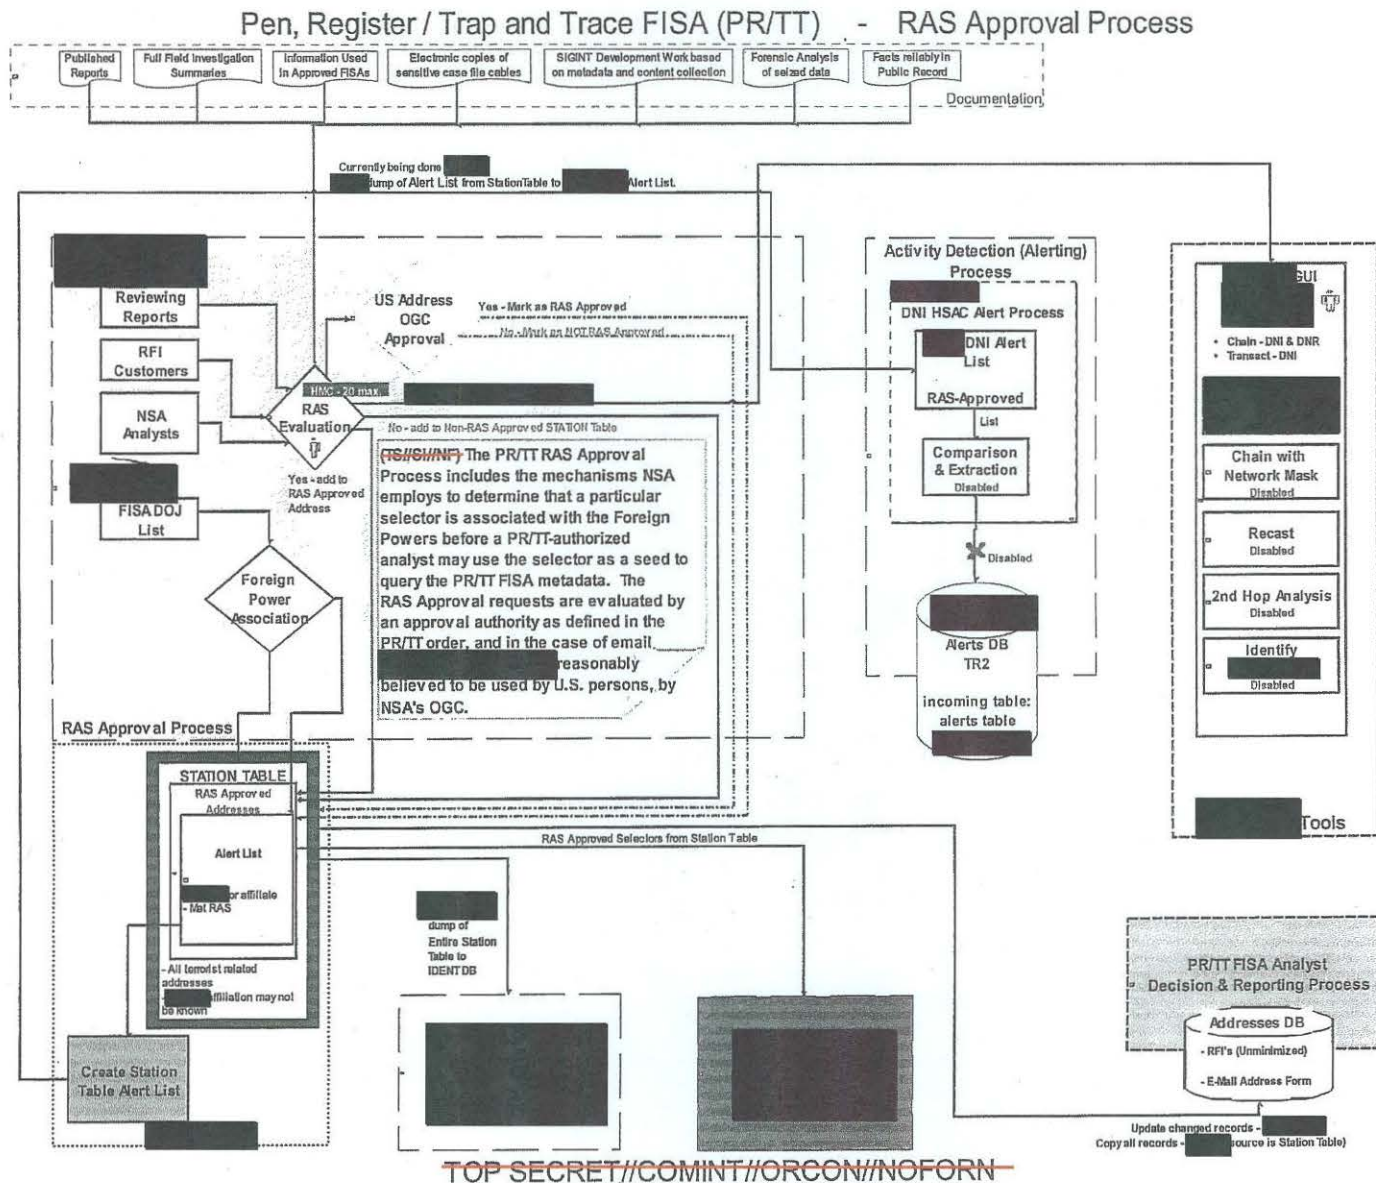 Pen, Register / Trap and Trace FISA (PR/TT) - RAS Approval Process
Published
Reports
Full Field Investigation
Summaries
Information Used
in Approved FISAs
Electronic copies of
sensitive case file cables
SIGINT Development Work based
on metadata and content collection
Forensic Analysis
of seized data
Facts reliably in
Public Record
Documentation
Currently being done
dump of Alert List from StationTable to
Alert List.
Reviewing
Reports
RFI
Customers
NSA
Analysts
FISA DOJ
List
US Address
OGC
Approval
Yes - Mark as RAS Approved
No - Mark as NOT RAS Approved
HMC - 20 max.
RAS
Evaluation
No - add to Non-RAS Approved STATION Table
Yes - add to
RAS Approved
Address
Foreign
Power
Association
(TS//SI//NF) The PR/TT RAS Approval
Process includes the mechanisms NSA
employs to determine that a particular
selector is associated with the Foreign
Powers before a PR/TT-authorized
analyst may use the selector as a seed to
query the PR/TT FISA metadata. The
RAS Approval requests are evaluated by
an approval authority as defined in the
PR/TT order, and in the case of email
reasonably
believed to be used by U.S. persons, by
NSA's OGC.
RAS Approval Process
Activity Detection (Alerting)
Process
DNI HSAC Alert Process
DNI Alert
List
RAS-Approved
List
Comparison
& Extraction
Disabled
Disabled
Alerts DB
TR2
incoming table:
alerts table
GUI
• Chain - DNI & DNR
• Transact - DNI
Chain with
Network Mask
Disabled
Recast
Disabled
2nd Hop Analysis
Disabled
Identify
Disabled
Tools
STATION TABLE
RAS Approved
Addresses
Alert List
or affiliate
- Met RAS
- All terrorist related
addresses
- affiliation may not
be known
Create Station
Table Alert List
RAS Approved Selectors from Station Table
dump of
Entire Station
Table to
IDENTDB
PR/TT FISA Analyst
Decision & Reporting Process
Addresses DB
- RFI's (Unminimized)
- E-Mail Address Form
Update changed records -
Copy all records - source is Station Table)
TOP SECRET//COMINT//ORCON//NOFORN